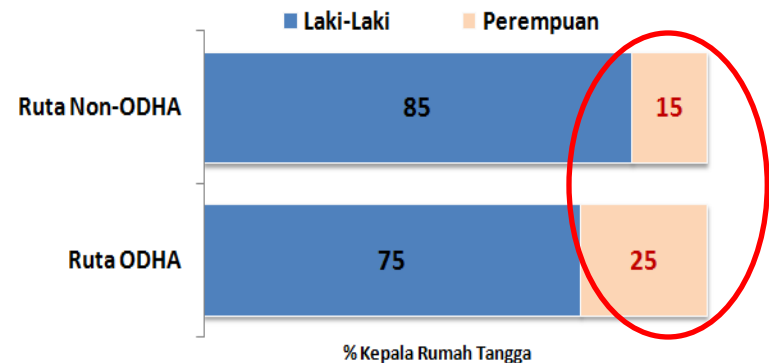 Laki-Laki Perempuan
Ruta Non-ODHA 85 15
Ruta ODHA 75 25
% Kepala Rumah Tangga